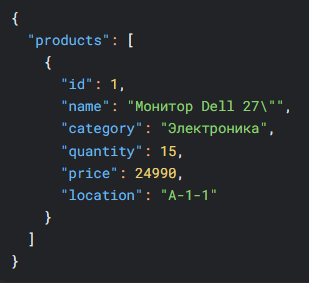 {
  "products": [
    {
      "id": 1,
      "name": "Монитор Dell 27\"",
      "category": "Электроника",
      "quantity": 15,
      "price": 24990,
      "location": "A-1-1"
    }
  ]
}